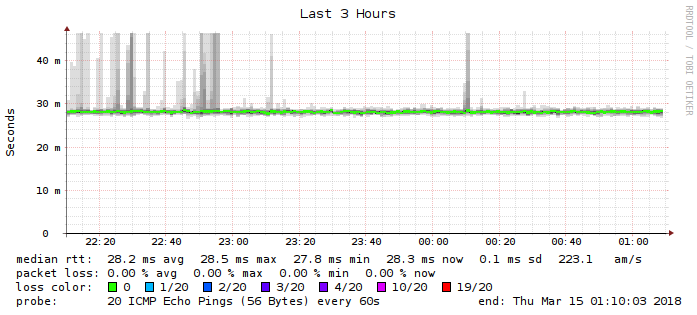 Last 3 Hours
RRDTOOL / TOBI OETIKER
Seconds
40 m
30 m
20 m
10 m
0
22:20 22:40 23:00 23:20 23:40 00:00 00:20 00:40 01:00
median rtt: 28.2 ms avg 28.5 ms max 27.8 ms min 28.3 ms now 0.1 ms sd 223.1 am/s
packet loss: 0.00 % avg 0.00 % max 0.00 % min 0.00 % now
loss color: 0 1/20 2/20 3/20 4/20 10/20 19/20
probe: 20 ICMP Echo Pings (56 Bytes) every 60s end: Thu Mar 15 01:10:03 2018